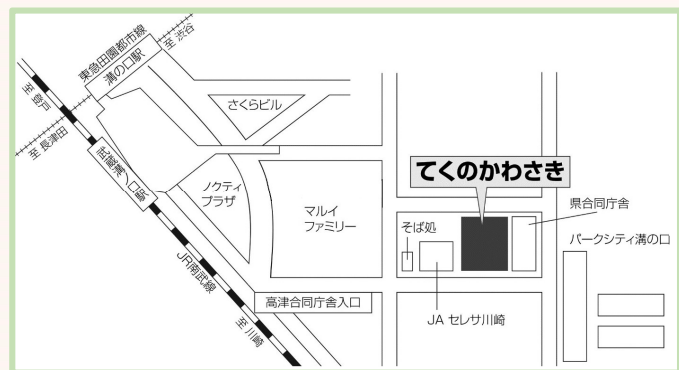 東急田園都市線
溝の口駅
至 渋谷
至 登戸
至 長津田
武蔵溝ノ口駅
さくらビル
ノクティ
プラザ
マルイ
ファミリー
てくのかわさき
県合同庁舎
そば処
パークシティ溝の口
JR南武線
至 川崎
高津合同庁舎入口
JA セレサ川崎